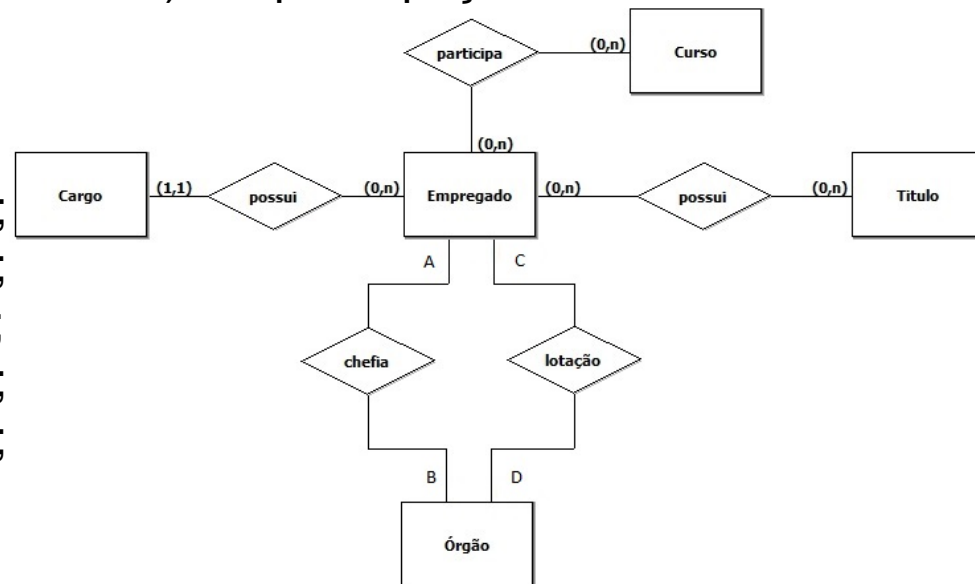 participa
(0,n)
Curso
(0,n)
Cargo
(1,1)
possui
(0,n)
Empregado
(0,n)
possui
(0,n)
Titulo
A
C
chefia
lotação
B
D
Órgão